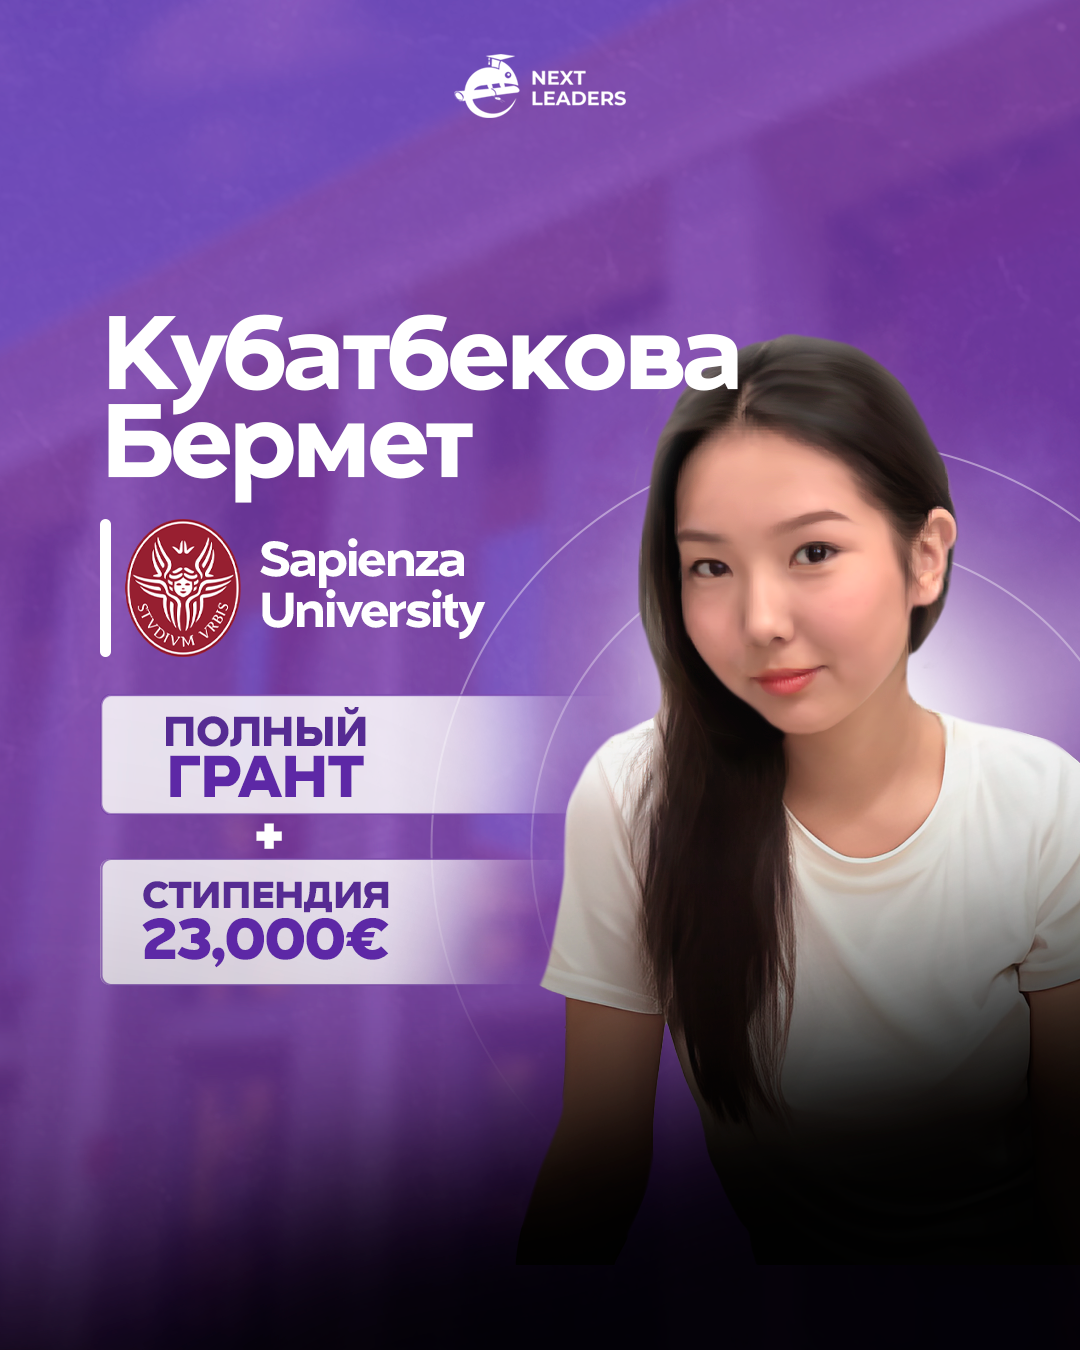 NEXT
LEADERS
Кубатбекова
Бермет
Sapienza
University
STVDIVM VRBIS
ПОЛНЫЙ
ГРАНТ
+
СТИПЕНДИЯ
23,000€